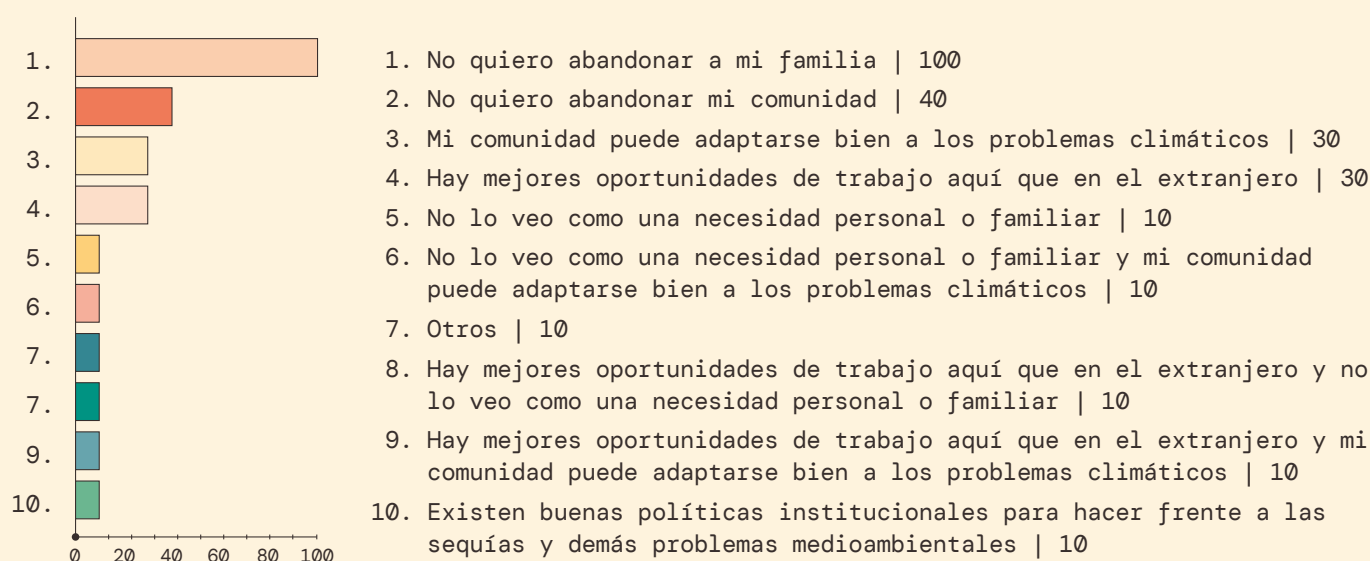 1.
2.
3.
4.
5.
6.
7.
7.
9.
10.
0 20 40 60 80 100
1. No quiero abandonar a mi familia | 100
2. No quiero abandonar mi comunidad | 40
3. Mi comunidad puede adaptarse bien a los problemas climáticos | 30
4. Hay mejores oportunidades de trabajo aquí que en el extranjero | 30
5. No lo veo como una necesidad personal o familiar | 10
6. No lo veo como una necesidad personal o familiar y mi comunidad
puede adaptarse bien a los problemas climáticos | 10
7. Otros | 10
8. Hay mejores oportunidades de trabajo aquí que en el extranjero y no
lo veo como una necesidad personal o familiar | 10
9. Hay mejores oportunidades de trabajo aquí que en el extranjero y mi
comunidad puede adaptarse bien a los problemas climáticos | 10
10. Existen buenas políticas institucionales para hacer frente a las
sequías y demás problemas medioambientales | 10